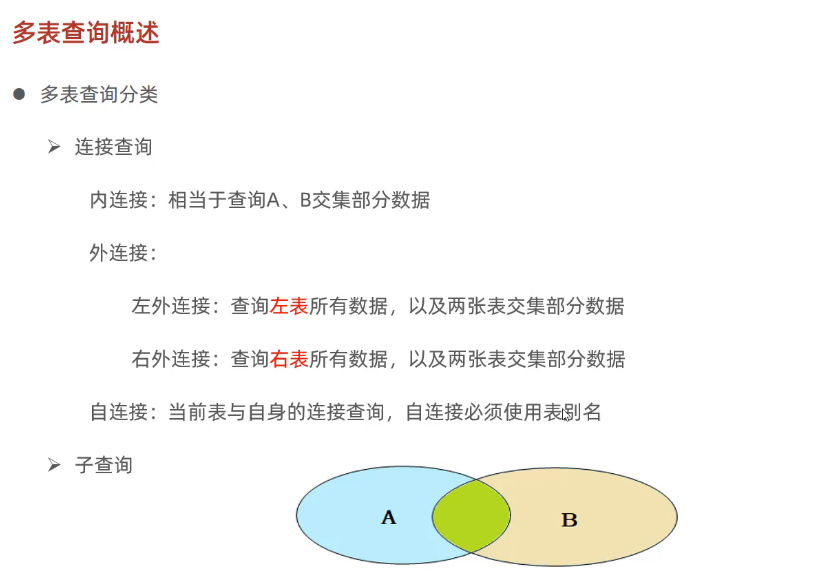 多表查询概述
多表查询分类
连接查询
内连接：相当于查询A、B交集部分数据
外连接：
左外连接：查询左表所有数据，以及两张表交集部分数据
右外连接：查询右表所有数据，以及两张表交集部分数据
自连接：当前表与自身的连接查询，自连接必须使用表别名
子查询
A
B